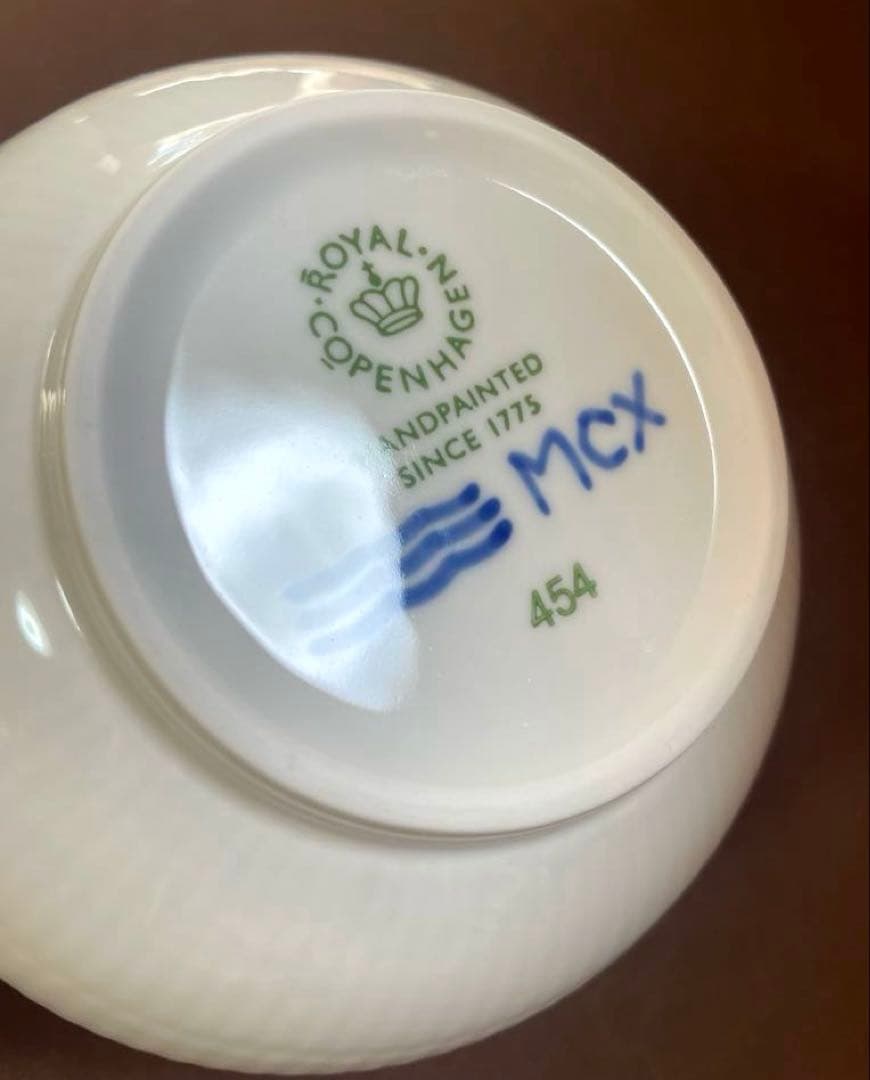 ROYAL · COPENHAGEN ·
ANDPAINTED
SINCE 1775
MCX
454